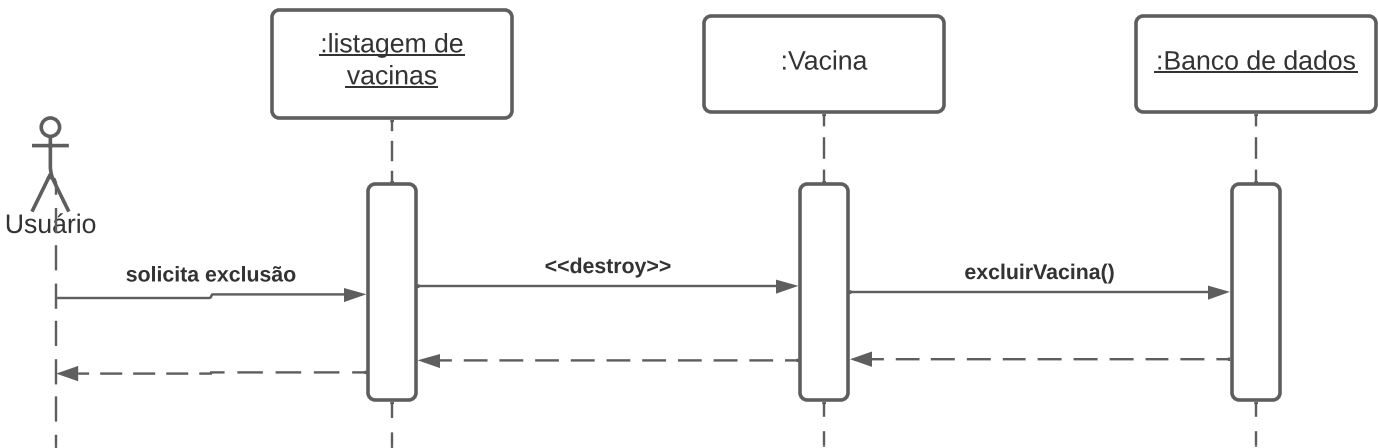 :listagem de
vacinas
:Vacina
:Banco de dados
Usuário
solicita exclusão
<<destroy>>
excluirVacina()